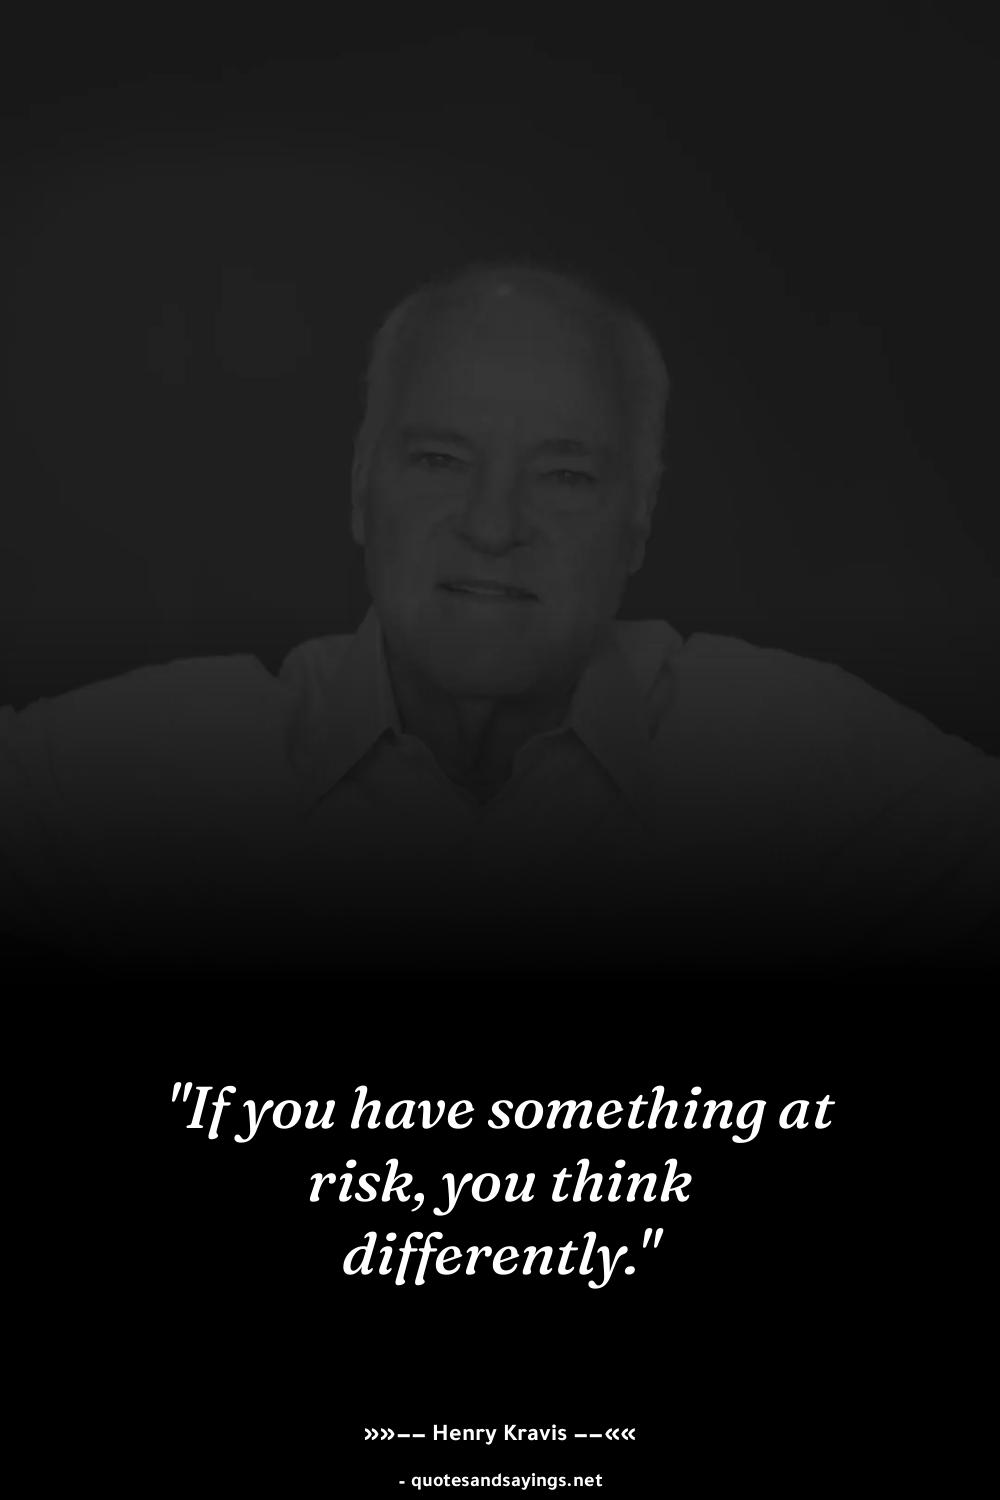 "If you have something at
risk, you think
differently."
»»−− Henry Kravis −−««
- quotesandsayings.net